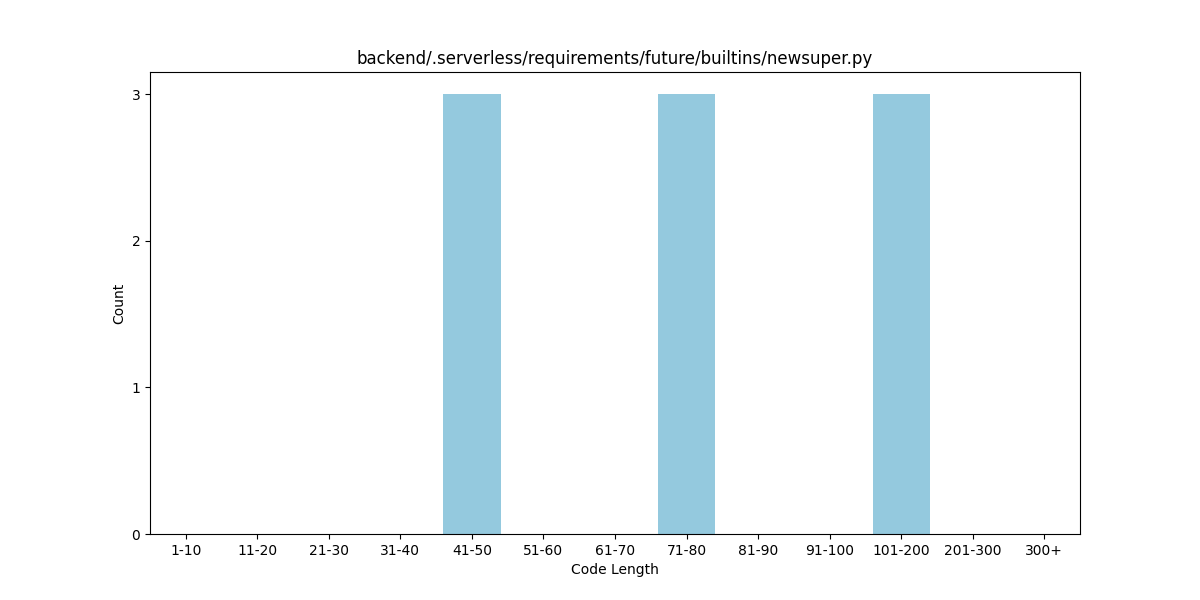 backend/.serverless/requirements/future/builtins/newsuper.py
3
2
1
0
Count
1-10 11-20 21-30 31-40 41-50 51-60 61-70 71-80 81-90 91-100 101-200 201-300 300+
Code Length